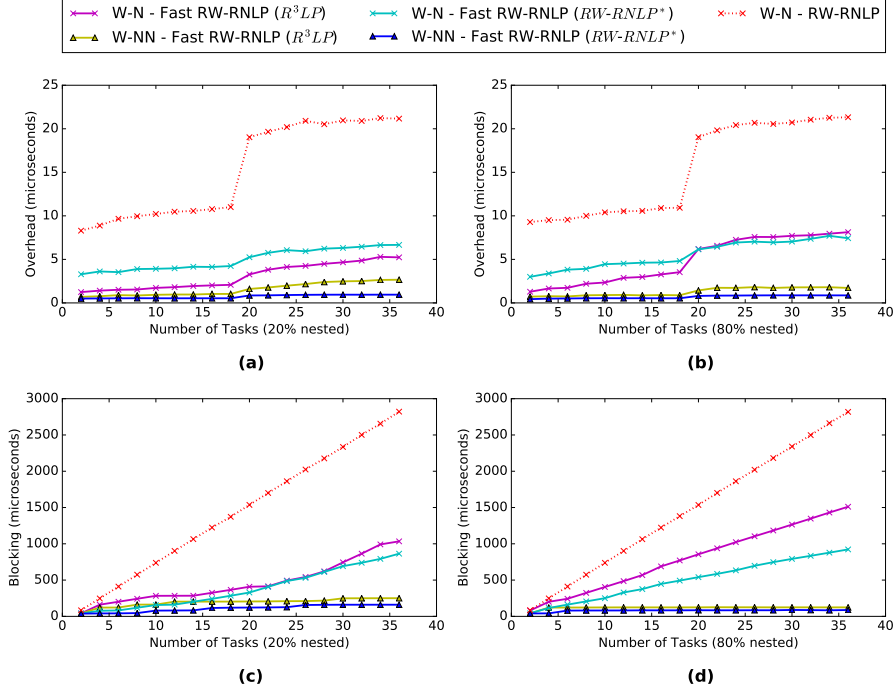 W-N - Fast RW-RNLP (R³LP)
W-N - Fast RW-RNLP (RW-RNLP*)
W-N - RW-RNLP
W-NN - Fast RW-RNLP (R³LP)
W-NN - Fast RW-RNLP (RW-RNLP*)
25
20
15
10
5
0
Overhead (microseconds)
0 5 10 15 20 25 30 35 40
Number of Tasks (20% nested)
(a)
25
20
15
10
5
0
Overhead (microseconds)
0 5 10 15 20 25 30 35 40
Number of Tasks (80% nested)
(b)
3000
2500
2000
1500
1000
500
0
Blocking (microseconds)
0 5 10 15 20 25 30 35 40
Number of Tasks (20% nested)
(c)
3000
2500
2000
1500
1000
500
0
Blocking (microseconds)
0 5 10 15 20 25 30 35 40
Number of Tasks (80% nested)
(d)